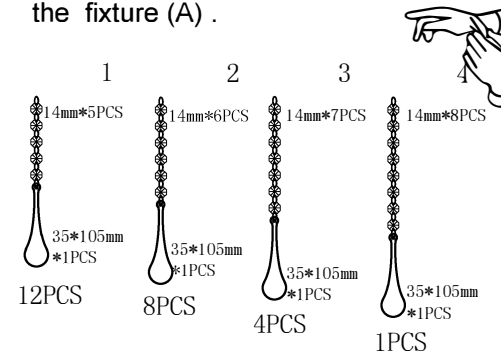 the fixture (A) .
1 2 3 4
14mm*5PCS 14mm*6PCS 14mm*7PCS 14mm*8PCS
35*105mm
*1PCS
35*105mm
*1PCS
35*105mm
*1PCS
35*105mm
*1PCS
12PCS
8PCS
4PCS
1PCS